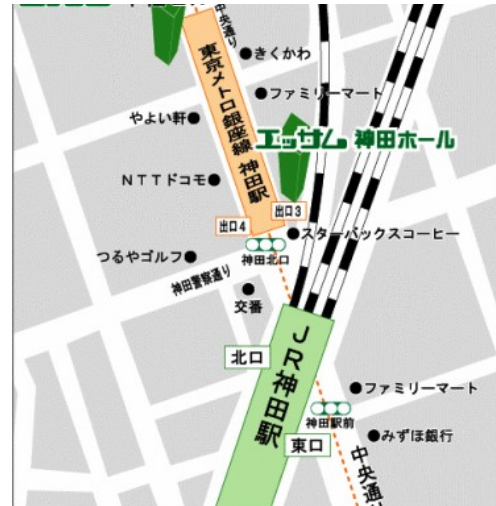 中央通り
きくかわ
東京メトロ銀座線 神田駅
ファミリーマート
やよい軒
エッサム 神田ホール
NTTドコモ
出口3
出口4
スターバックスコーヒー
神田北口
つるやゴルフ
神田警察通り
交番
JR神田駅
北口
ファミリーマート
神田駅前
東口
みずほ銀行
中央通り